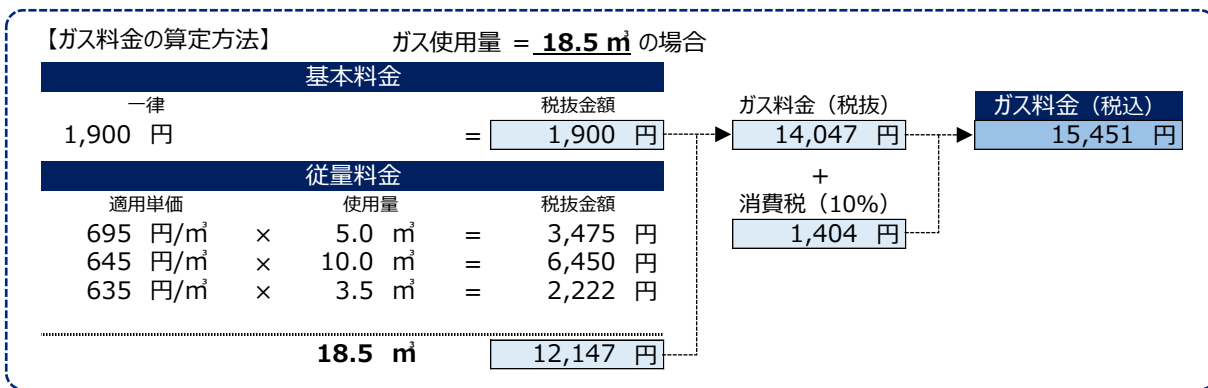 【ガス料金の算定方法】 ガス使用量 = 18.5 ㎥ の場合
基本料金
一律 税抜金額
1,900 円 = 1,900 円
ガス料金（税抜）
14,047 円
ガス料金（税込）
15,451 円
+
消費税（10%）
1,404 円
従量料金
適用単価 使用量 税抜金額
695 円/㎥ × 5.0 ㎥ = 3,475 円
645 円/㎥ × 10.0 ㎥ = 6,450 円
635 円/㎥ × 3.5 ㎥ = 2,222 円
18.5 ㎥ 12,147 円